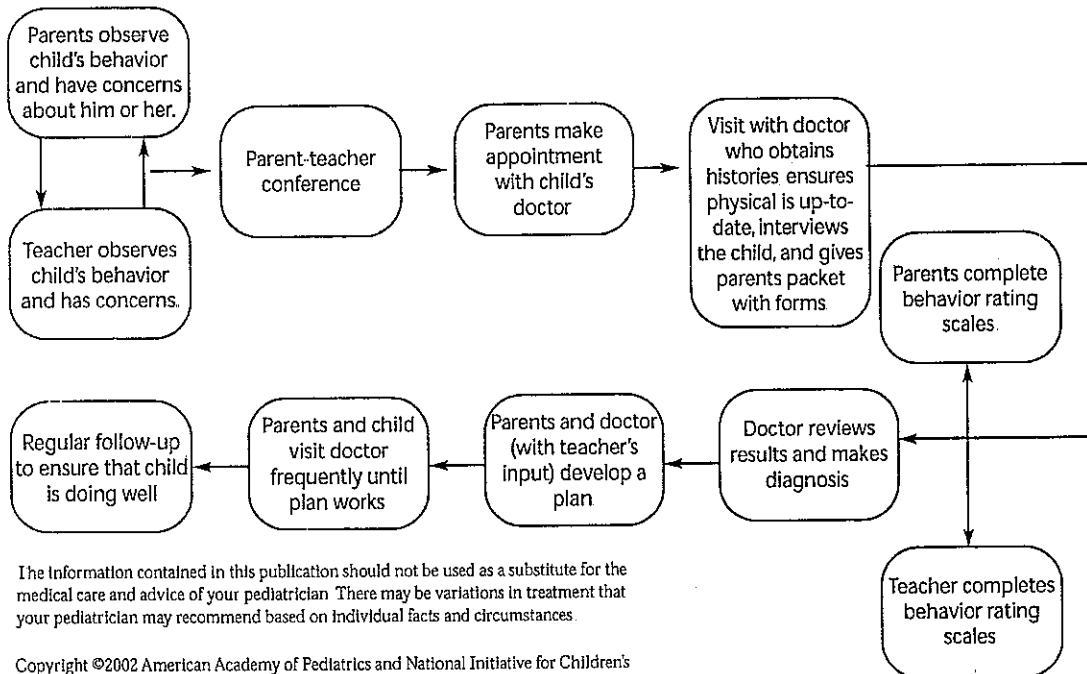 Parents observe
child's behavior
and have concerns
about him or her.
Teacher observes
child's behavior
and has concerns.
Parent-teacher
conference
Parents make
appointment
with child's
doctor
Visit with doctor
who obtains
histories ensures
physical is up-to-
date, interviews
the child, and gives
parents packet
with forms
Parents complete
behavior rating
scales
Teacher completes
behavior rating
scales
Doctor reviews
results and makes
diagnosis
Parents and doctor
(with teacher's
input) develop a
plan
Parents and child
visit doctor
frequently until
plan works
Regular follow-up
to ensure that child
is doing well
The information contained in this publication should not be used as a substitute for the
medical care and advice of your pediatrician There may be variations in treatment that
your pediatrician may recommend based on individual facts and circumstances
Copyright ©2002 American Academy of Pediatrics and National Initiative for Children's